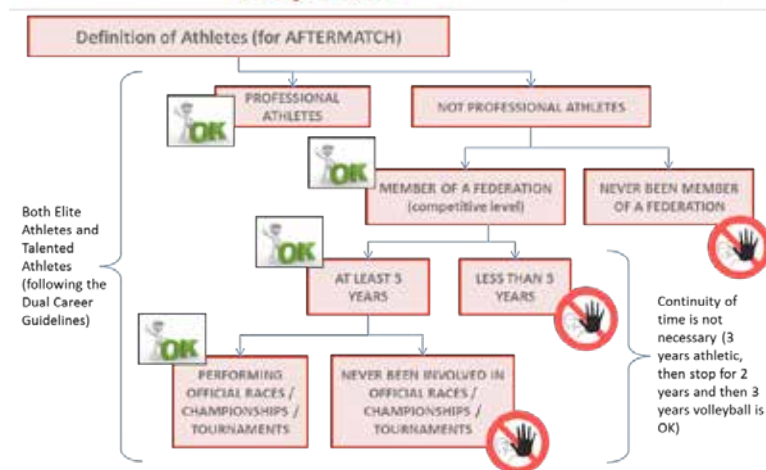 Definition of Athletes (for AFTERMATCH)
PROFESSIONAL
ATHLETES
NOT PROFESSIONAL ATHLETES
OK
OK
MEMBER OF A FEDERATION
(competitive level)
NEVER BEEN MEMBER
OF A FEDERATION
Both Elite
Athletes and
Talented
Athletes
(following the
Dual Career
Guidelines)
OK
AT LEAST 5
YEARS
LESS THAN 5
YEARS
Continuity of
time is not
necessary (3
years athletic,
then stop for 2
years and then 3
years volleyball is
OK)
OK
PERFORMING
OFFICIAL RACES /
CHAMPIONSHIPS /
TOURNAMENTS
NEVER BEEN INVOLVED IN
OFFICIAL RACES /
CHAMPIONSHIPS /
TOURNAMENTS